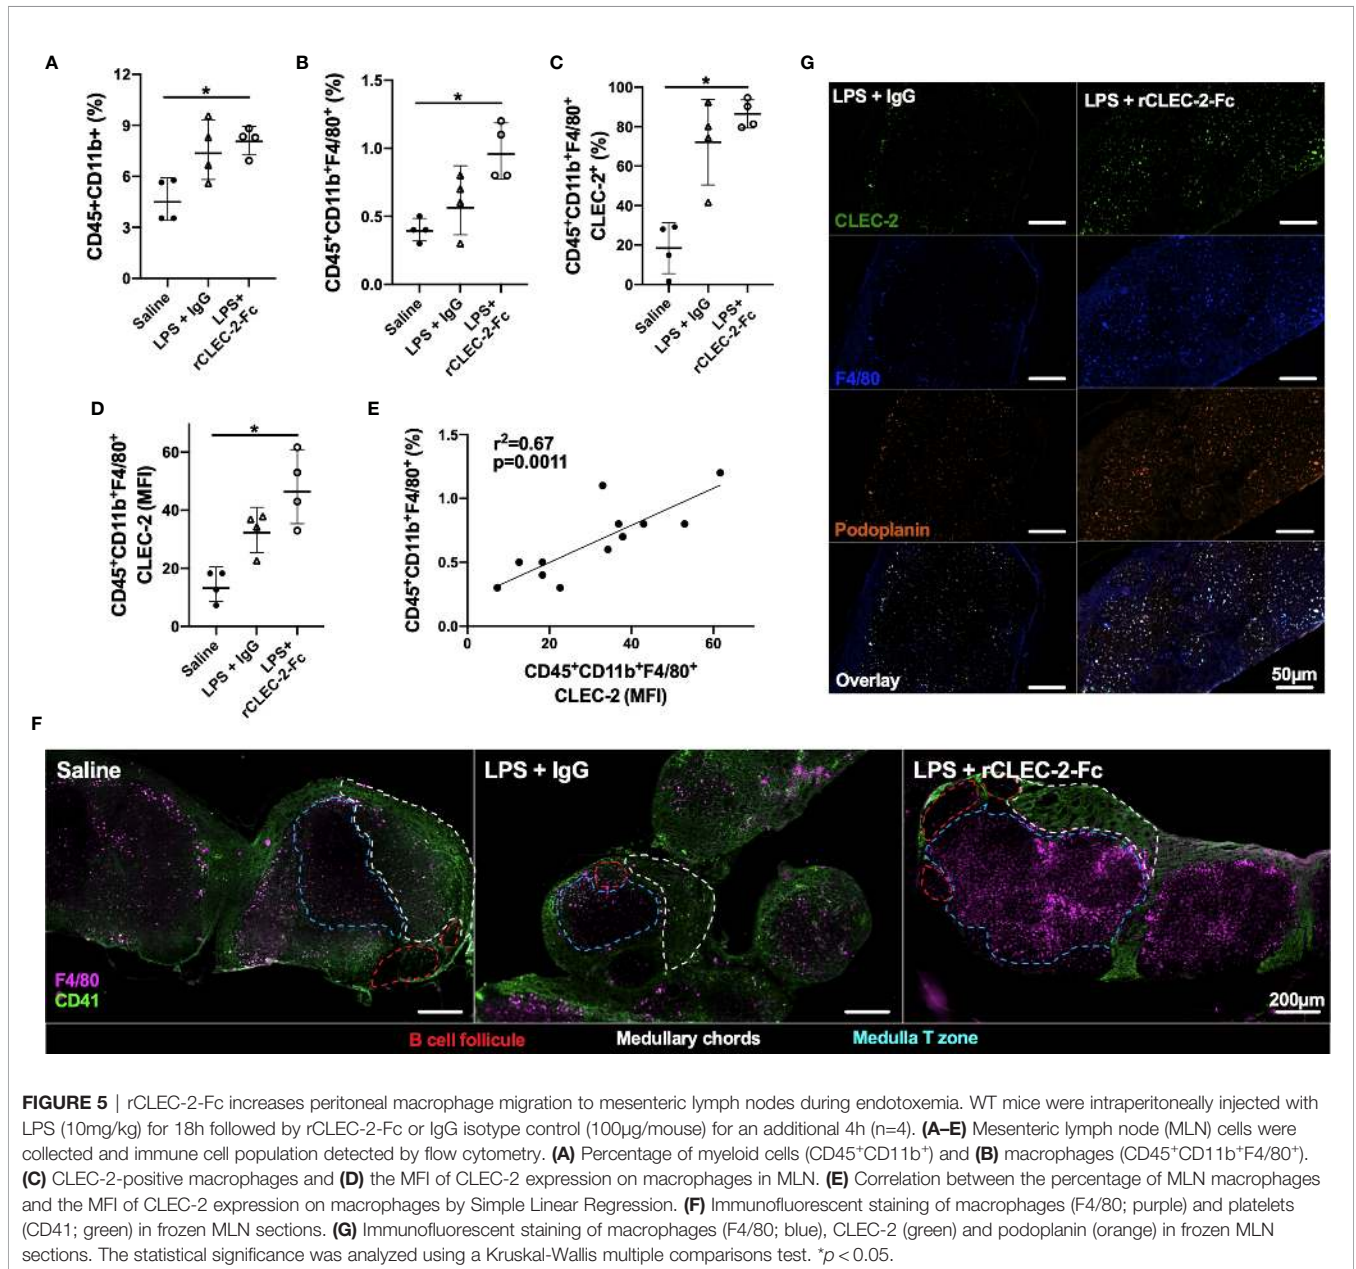 A
CD45+CD11b+ (%)
12
9
6
3
0
*
Saline
LPS + IgG
LPS+
rCLEC-2-Fc
B
CD45⁺CD11b⁺F4/80⁺ (%)
1.5
1.0
0.5
0.0
*
Saline
LPS + IgG
LPS+
rCLEC-2-Fc
C
CD45⁺CD11b⁺F4/80⁺
CLEC-2⁺ (%)
100
80
60
40
20
0
*
Saline
LPS + IgG
LPS+
rCLEC-2-Fc
D
CD45⁺CD11b⁺F4/80⁺
CLEC-2 (MFI)
60
40
20
0
*
Saline
LPS + IgG
LPS+
rCLEC-2-Fc
E
CD45⁺CD11b⁺F4/80⁺ (%)
1.5
1.0
0.5
0.0
r²=0.67
p=0.0011
0 20 40 60
CD45⁺CD11b⁺F4/80⁺
CLEC-2 (MFI)
G
LPS + IgG
LPS + rCLEC-2-Fc
CLEC-2
F4/80
Podoplanin
Overlay
50µm
F
Saline
LPS + IgG
LPS + rCLEC-2-Fc
F4/80
CD41
200µm
B cell follicule Medullary chords Medulla T zone
FIGURE 5 | rCLEC-2-Fc increases peritoneal macrophage migration to mesenteric lymph nodes during endotoxemia. WT mice were intraperitoneally injected with
LPS (10mg/kg) for 18h followed by rCLEC-2-Fc or IgG isotype control (100µg/mouse) for an additional 4h (n=4). (A–E) Mesenteric lymph node (MLN) cells were
collected and immune cell population detected by flow cytometry. (A) Percentage of myeloid cells (CD45⁺CD11b⁺) and (B) macrophages (CD45⁺CD11b⁺F4/80⁺).
(C) CLEC-2-positive macrophages and (D) the MFI of CLEC-2 expression on macrophages in MLN. (E) Correlation between the percentage of MLN macrophages
and the MFI of CLEC-2 expression on macrophages by Simple Linear Regression. (F) Immunofluorescent staining of macrophages (F4/80; purple) and platelets
(CD41; green) in frozen MLN sections. (G) Immunofluorescent staining of macrophages (F4/80; blue), CLEC-2 (green) and podoplanin (orange) in frozen MLN
sections. The statistical significance was analyzed using a Kruskal-Wallis multiple comparisons test. *p < 0.05.